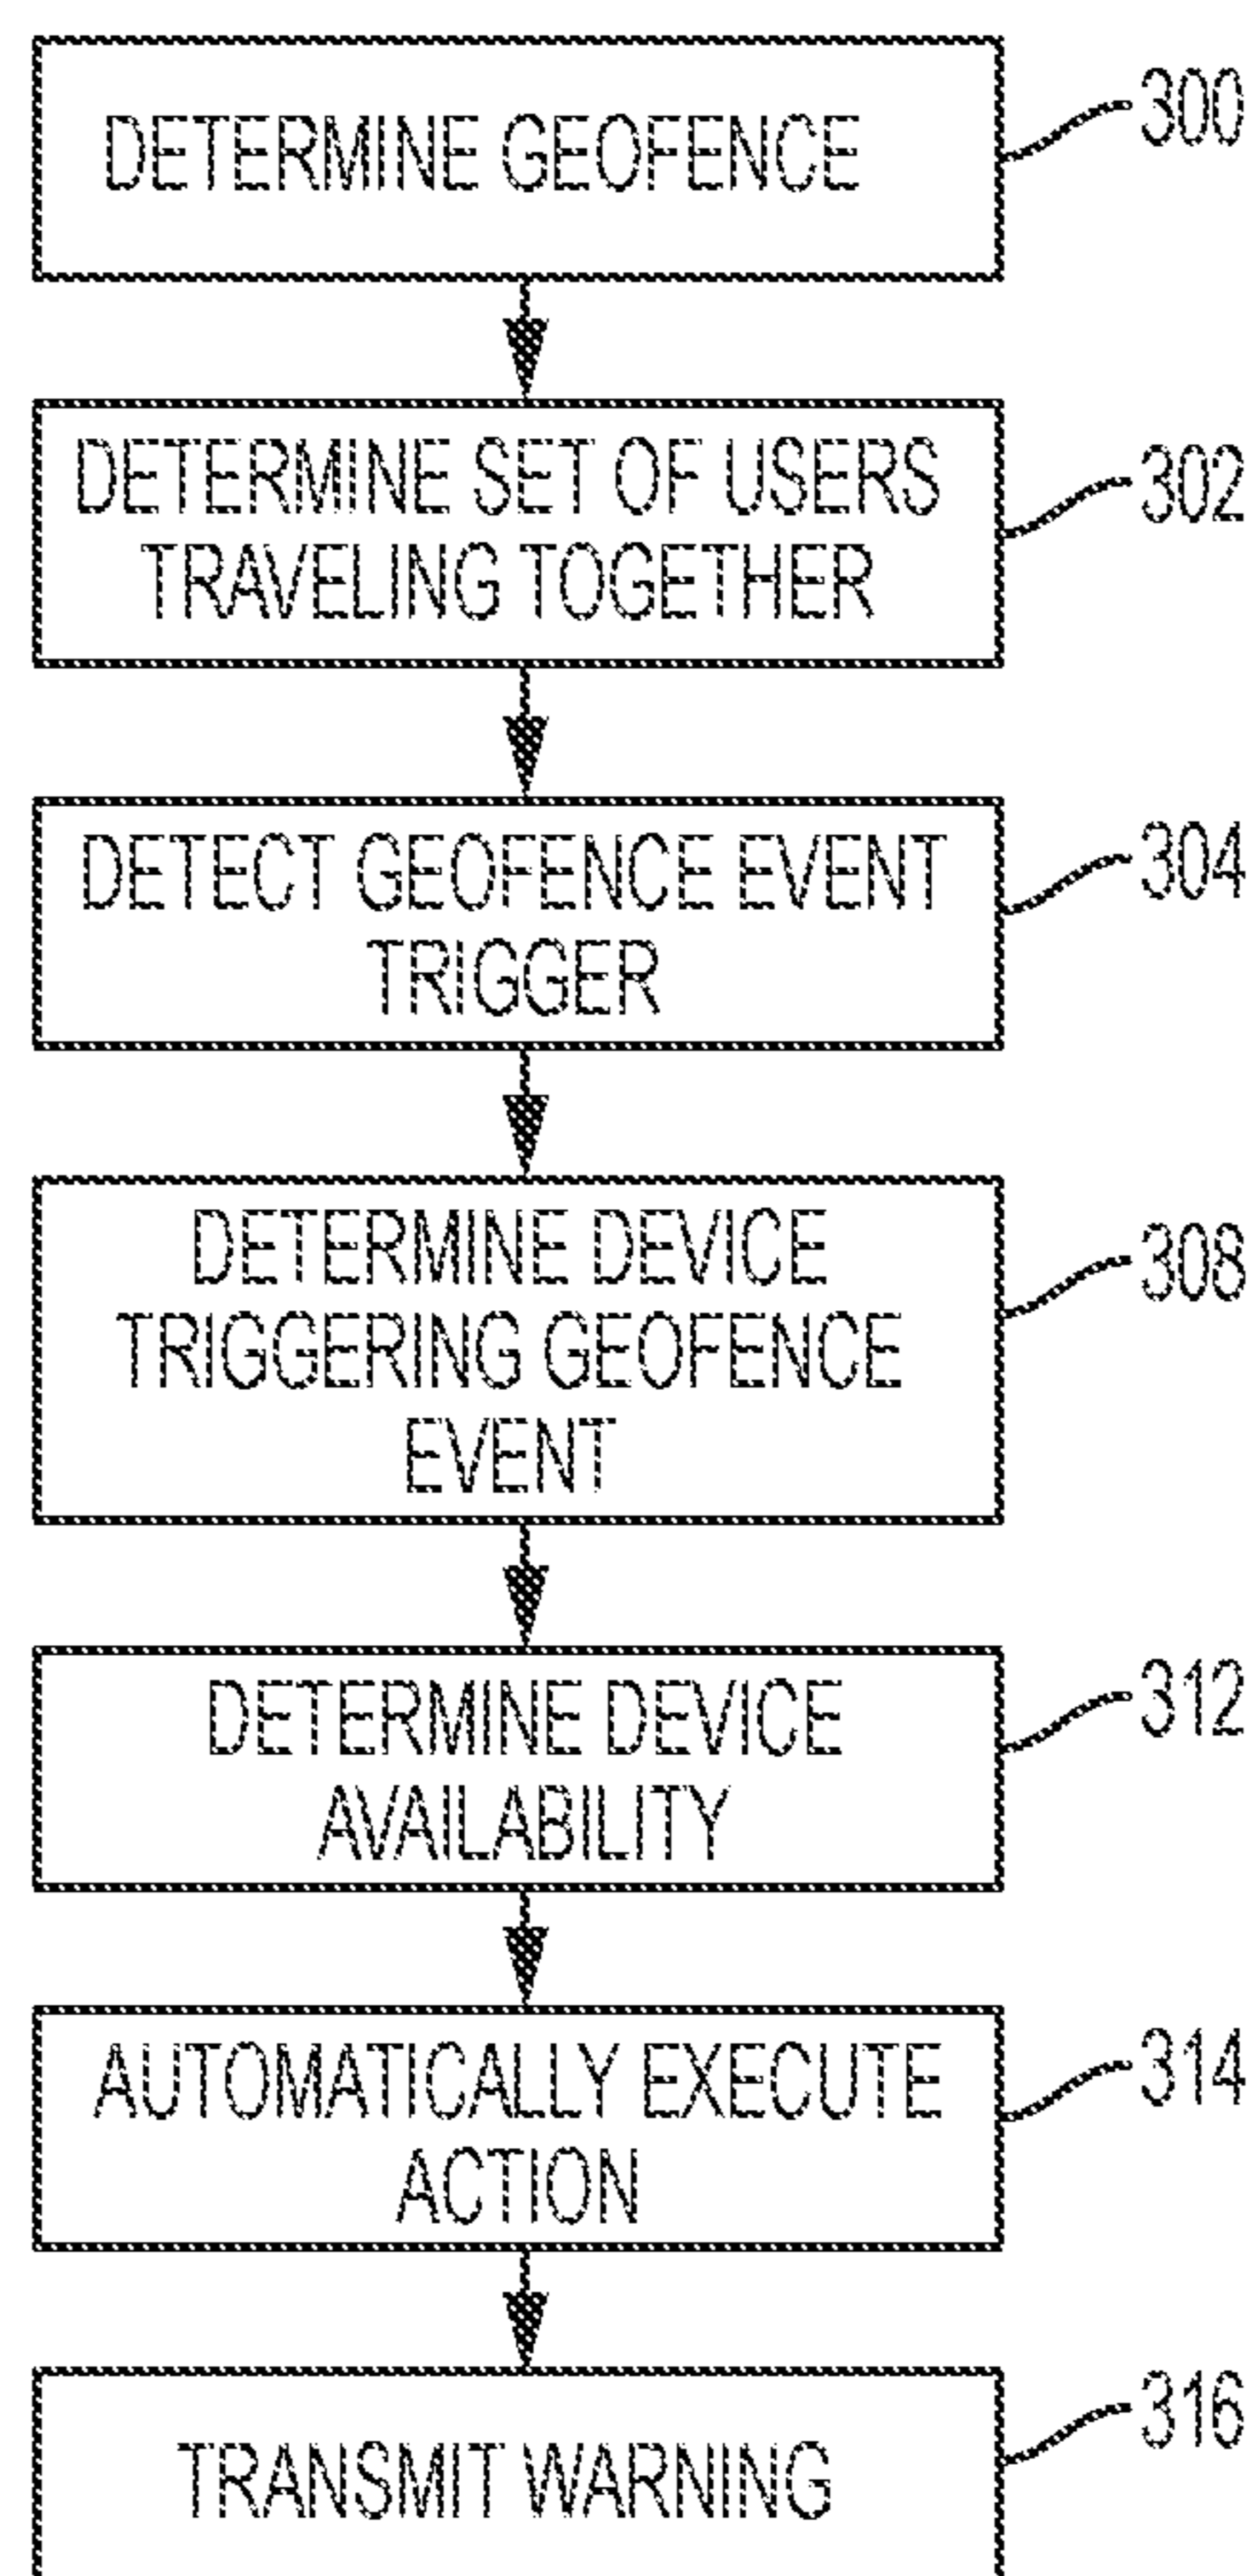 DETERMINE GEOFENCE
300
DETERMINE SET OF USERS
TRAVELING TOGETHER
302
DETECT GEOFENCE EVENT
TRIGGER
304
DETERMINE DEVICE
TRIGGERING GEOFENCE
EVENT
308
DETERMINE DEVICE
AVAILABILITY
312
AUTOMATICALLY EXECUTE
ACTION
314
TRANSMIT WARNING
316